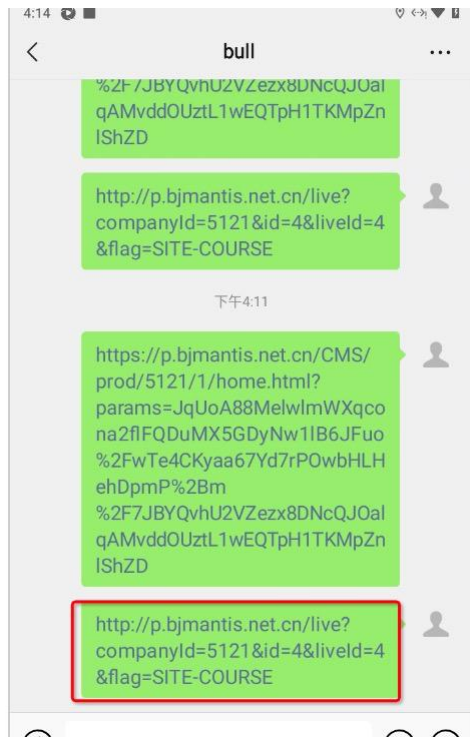 4:14
bull
%2F7JBYQvhU2VZezx8DNcQJOal
qAMvddOUztL1wEQTpH1TKMpZn
IShZD
http://p.bjmantis.net.cn/live?
companyId=5121&id=4&liveId=4
&flag=SITE-COURSE
下午4:11
https://p.bjmantis.net.cn/CMS/
prod/5121/1/home.html?
params=JqUoA88MelwlmWXqco
na2flFQDuMX5GDyNw1lB6JFuo
%2FwTe4CKyaa67Yd7rPOwbHLH
ehDpmP%2Bm
%2F7JBYQvhU2VZezx8DNcQJOal
qAMvddOUztL1wEQTpH1TKMpZn
IShZD
http://p.bjmantis.net.cn/live?
companyId=5121&id=4&liveId=4
&flag=SITE-COURSE